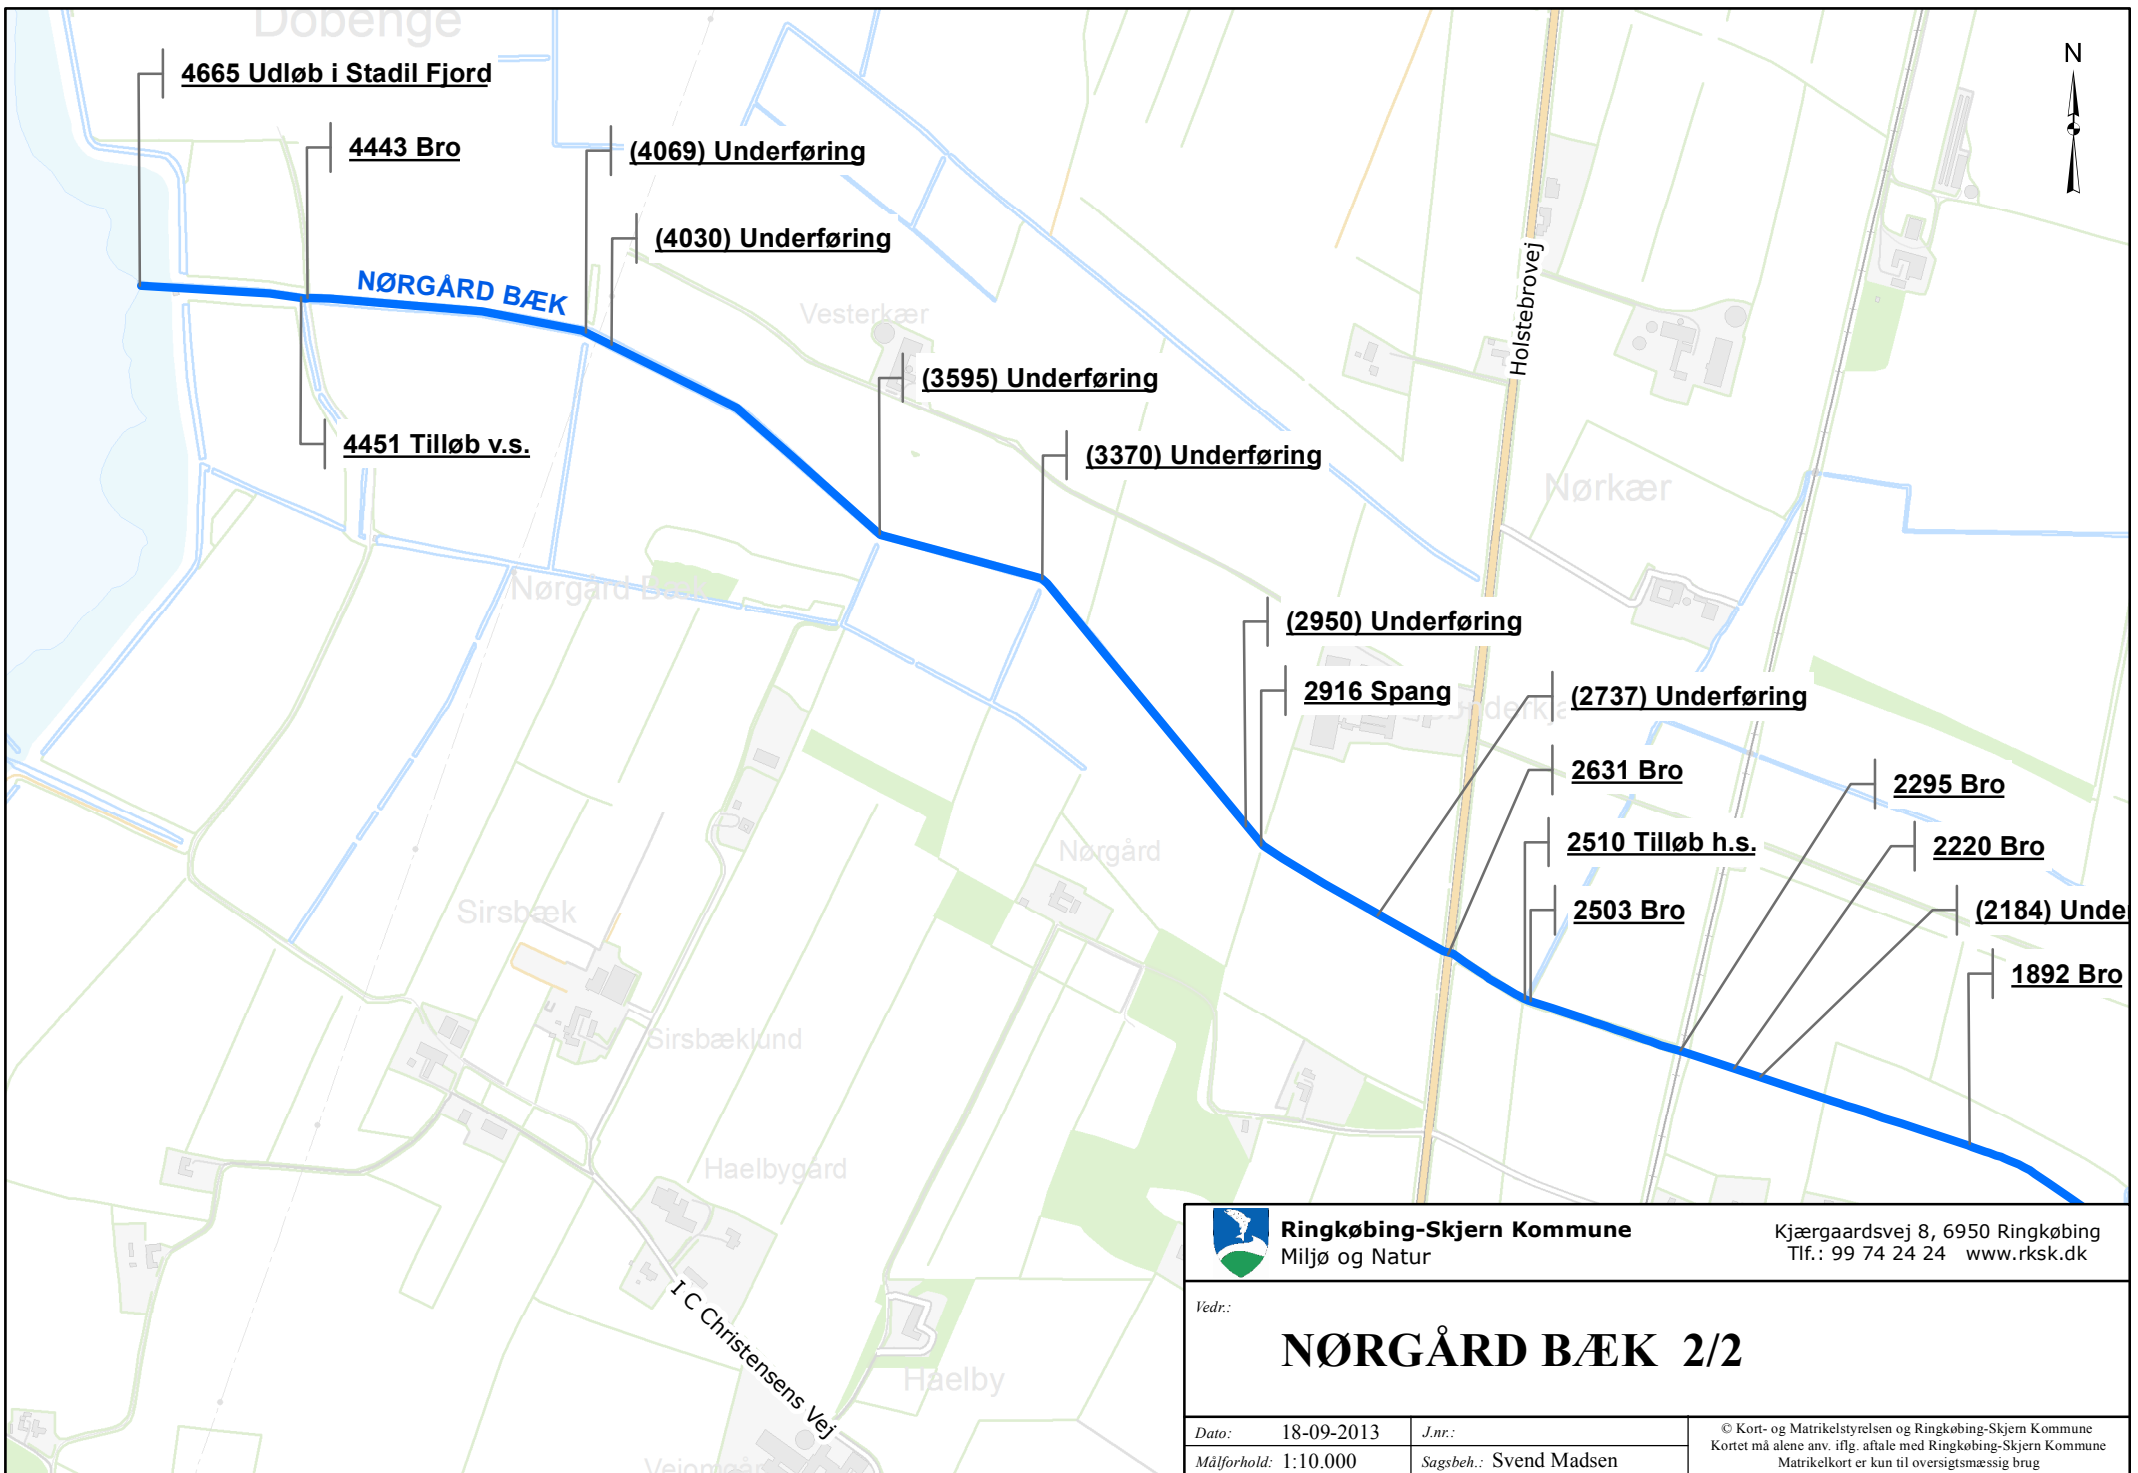 Dobenge
N
4665 Udløb i Stadil Fjord
4443 Bro
(4069) Underføring
(4030) Underføring
NØRGÅRD BÆK
Vesterkær
Holstebrovej
(3595) Underføring
4451 Tilløb v.s.
(3370) Underføring
Nørkær
Nørgård Bæk
(2950) Underføring
2916 Spang
(2737) Underføring
2631 Bro
2295 Bro
2510 Tilløb h.s.
2220 Bro
Nørgård
Sirsbæk
2503 Bro
(2184) Under
1892 Bro
Sirsbæklund
Haelbygård
I C Christensens Vej
Haelby
Ringkøbing-Skjern Kommune
Miljø og Natur
Kjærgaardsvej 8, 6950 Ringkøbing
Tlf.: 99 74 24 24 www.rksk.dk
Vedr.:
NØRGÅRD BÆK 2/2
Dato: 18-09-2013
J.nr.:
Målforhold: 1:10.000
Sagsbeh.: Svend Madsen
© Kort- og Matrikelstyrelsen og Ringkøbing-Skjern Kommune
Kortet må alene anv. iflg. aftale med Ringkøbing-Skjern Kommune
Matrikelkort er kun til oversigtsmæssig brug